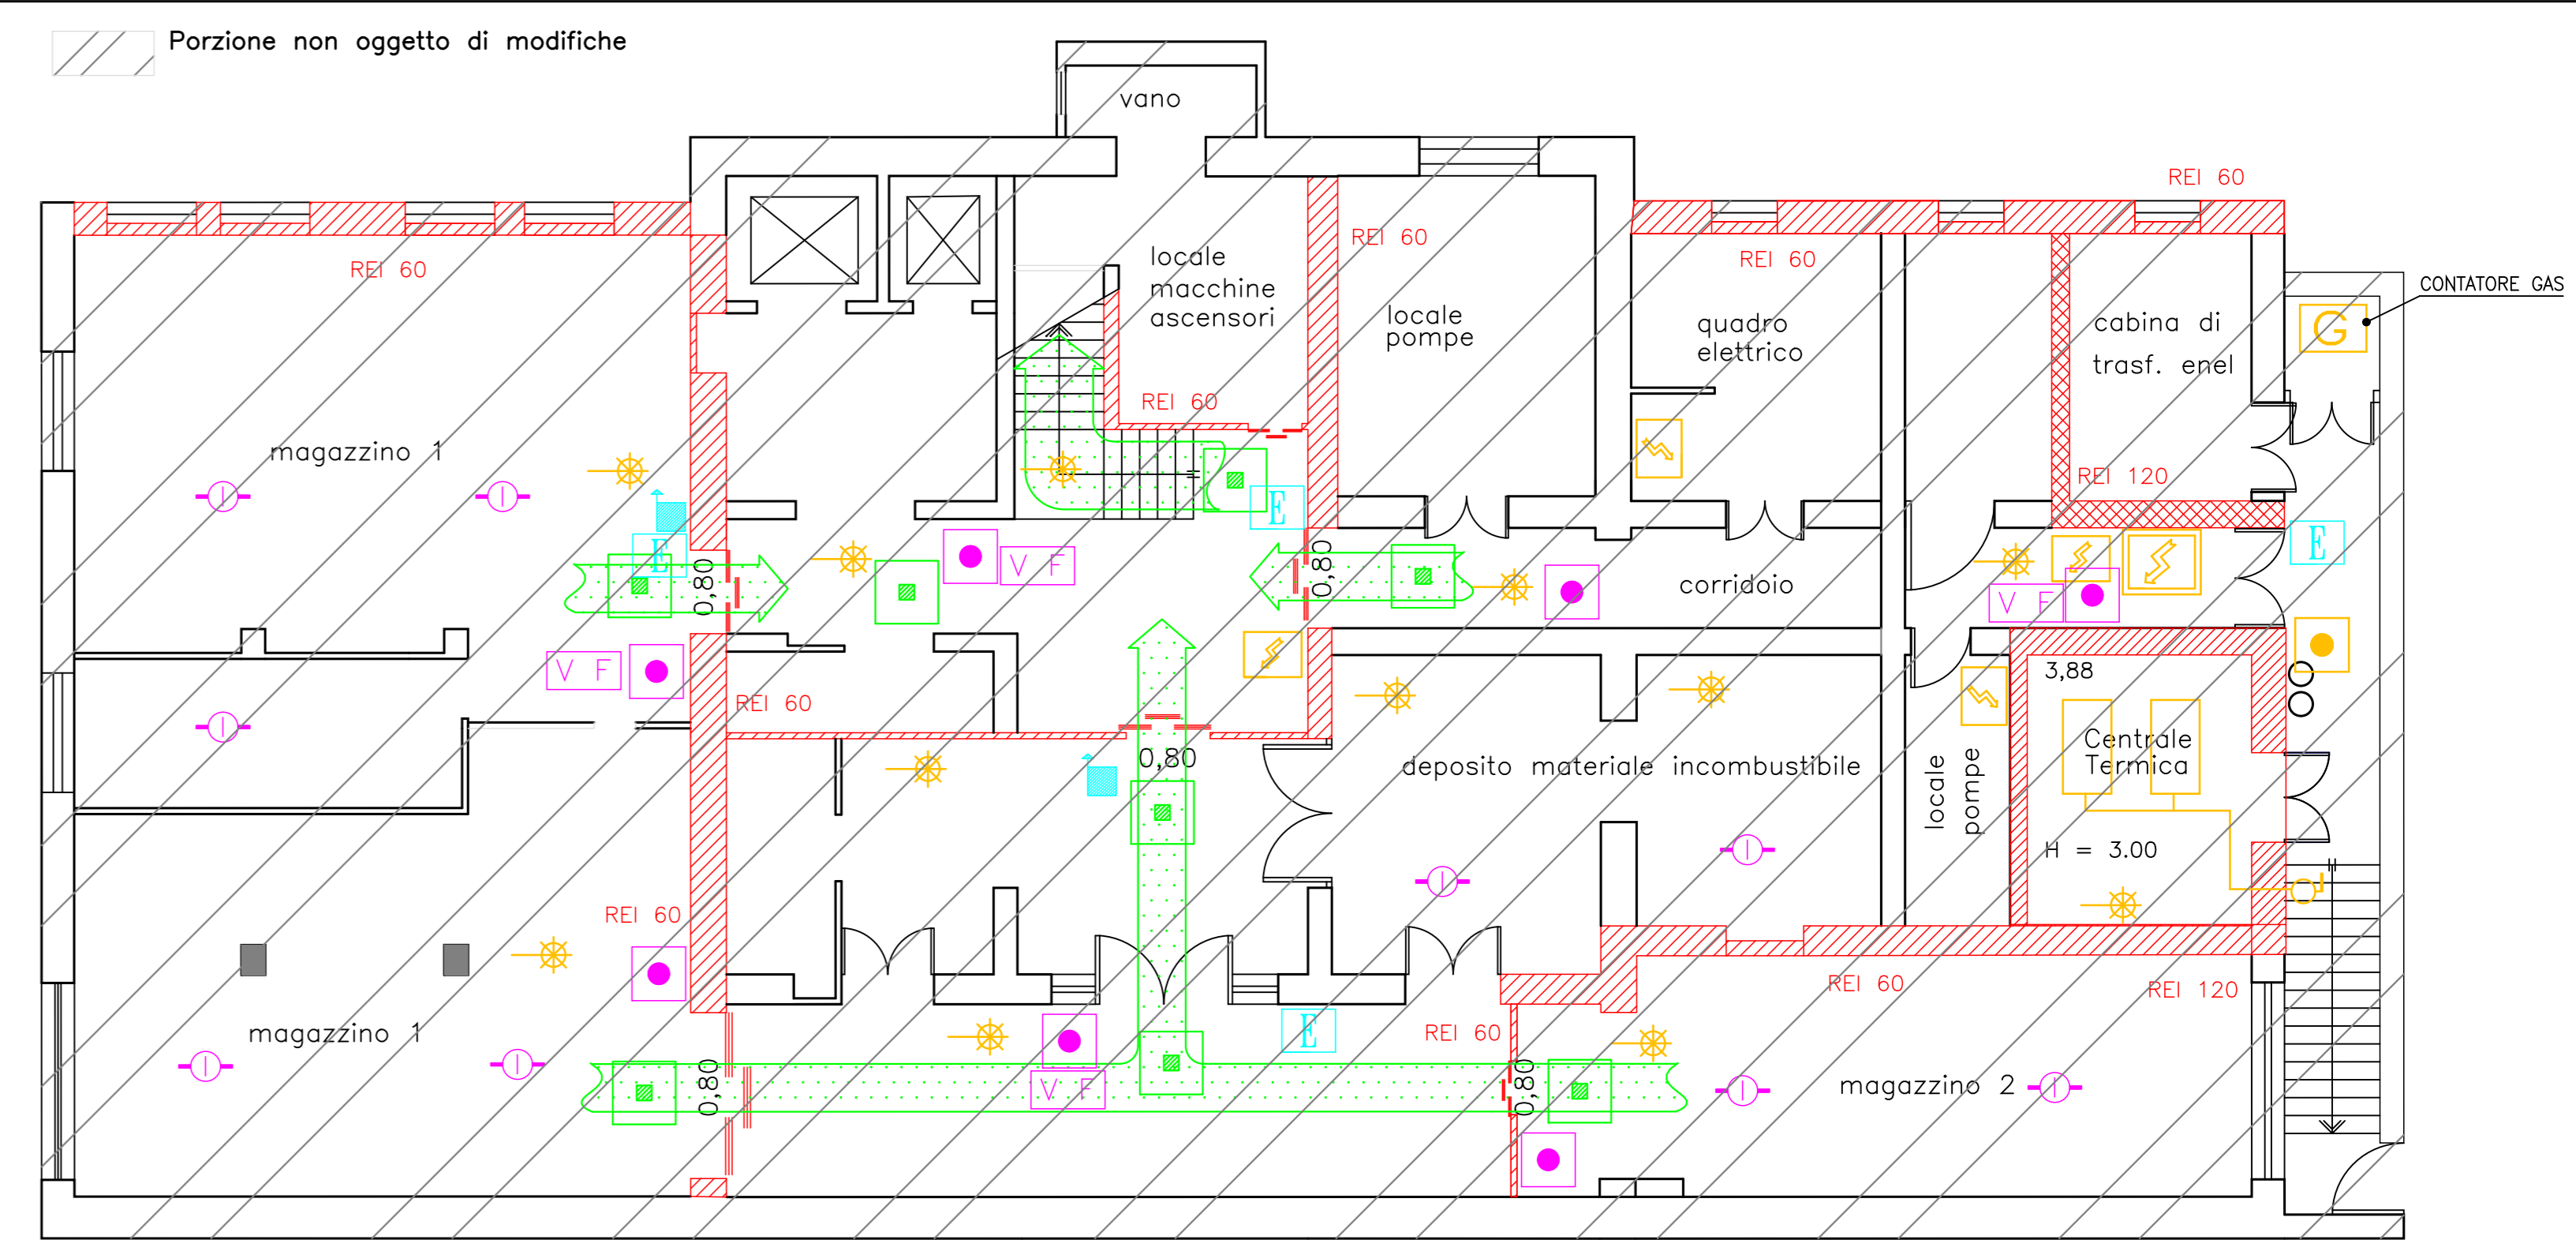 Porzione non oggetto di modifiche
vano
REI 60
REI 60
REI 60
REI 60
CONTATORE GAS
G
locale
macchine
ascensori
locale
pompe
quadro
elettrico
cabina di
trasf. enel
REI 60
magazzino 1
REI 120
E
E
E
0,80
V F
0,80
corridoio
V F
V F
REI 60
3,88
0,80
deposito materiale incombustibile
locale
pompe
Centrale
Termica
H = 3.00
REI 60
REI 60
REI 120
magazzino 1
E
REI 60
0,80
V F
0,80
magazzino 2